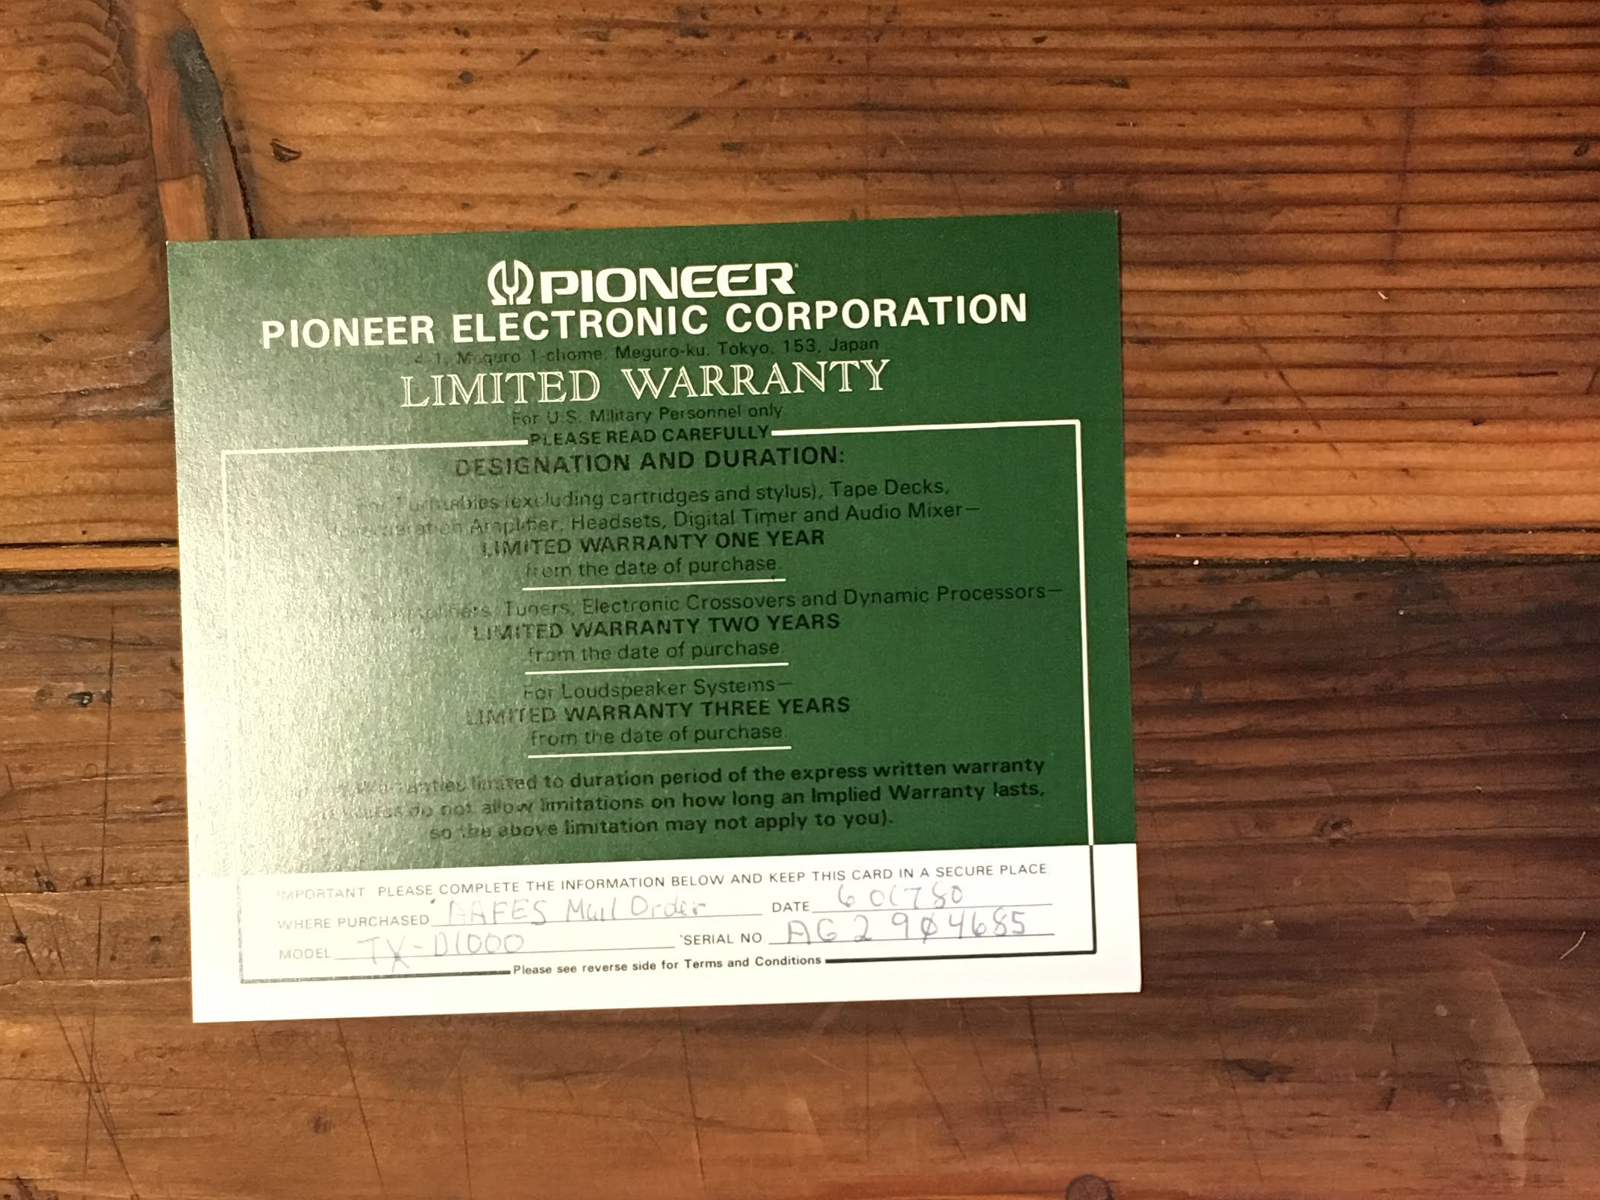 PIONEER
PIONEER ELECTRONIC CORPORATION
4-1, Meguro 1-chome, Meguro-ku, Tokyo, 153, Japan
LIMITED WARRANTY
For U.S. Military Personnel only
PLEASE READ CAREFULLY
DESIGNATION AND DURATION:
For Turntables (excluding cartridges and stylus), Tape Decks,
Amplifier, Headsets, Digital Timer and Audio Mixer—
LIMITED WARRANTY ONE YEAR
from the date of purchase.
Tuners, Electronic Crossovers and Dynamic Processors—
LIMITED WARRANTY TWO YEARS
from the date of purchase.
For Loudspeaker Systems—
LIMITED WARRANTY THREE YEARS
from the date of purchase.
Warranties limited to duration period of the express written warranty
do not allow limitations on how long an Implied Warranty lasts,
so the above limitation may not apply to you).
IMPORTANT PLEASE COMPLETE THE INFORMATION BELOW AND KEEP THIS CARD IN A SECURE PLACE
WHERE PURCHASED AAFES Mail Order DATE 6 Oct 80
MODEL TX-D1000 SERIAL NO AG2904685
Please see reverse side for Terms and Conditions